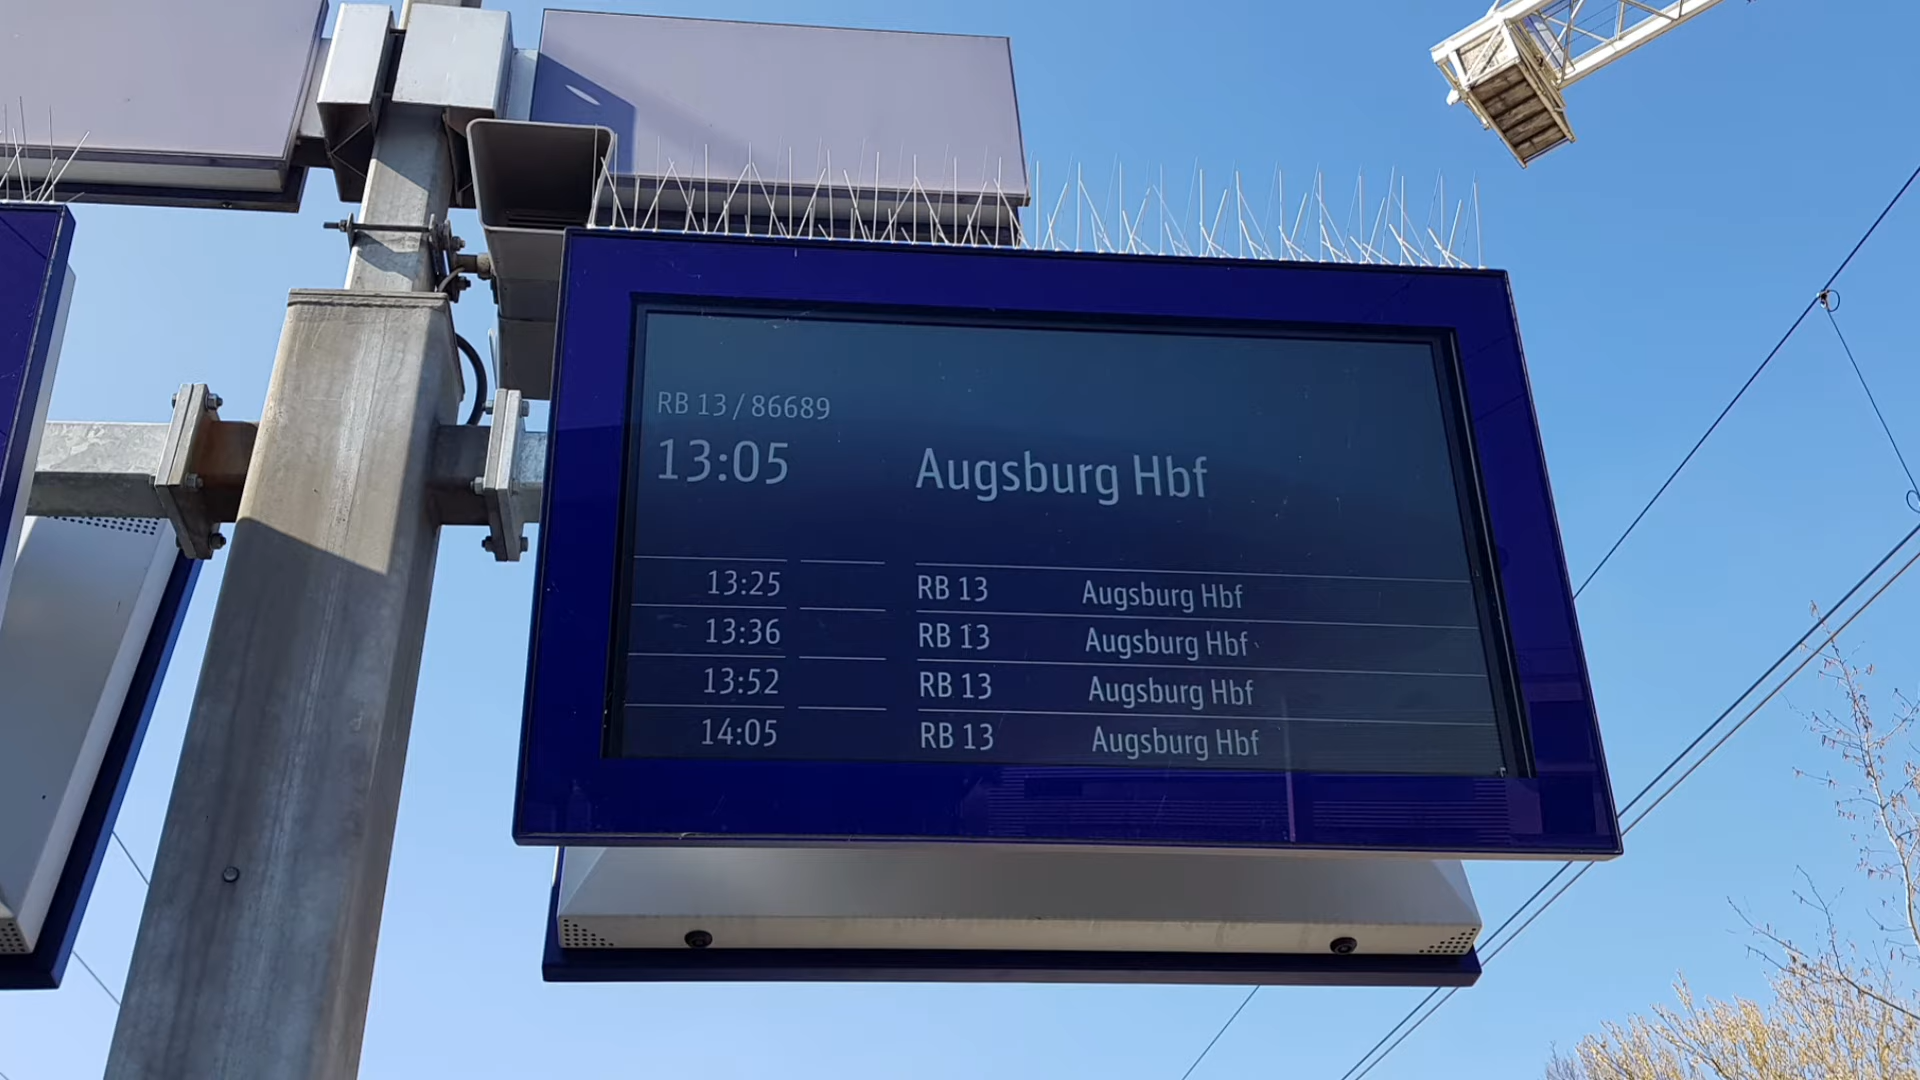 RB 13 / 86689
13:05 Augsburg Hbf
13:25 RB 13 Augsburg Hbf
13:36 RB 13 Augsburg Hbf
13:52 RB 13 Augsburg Hbf
14:05 RB 13 Augsburg Hbf